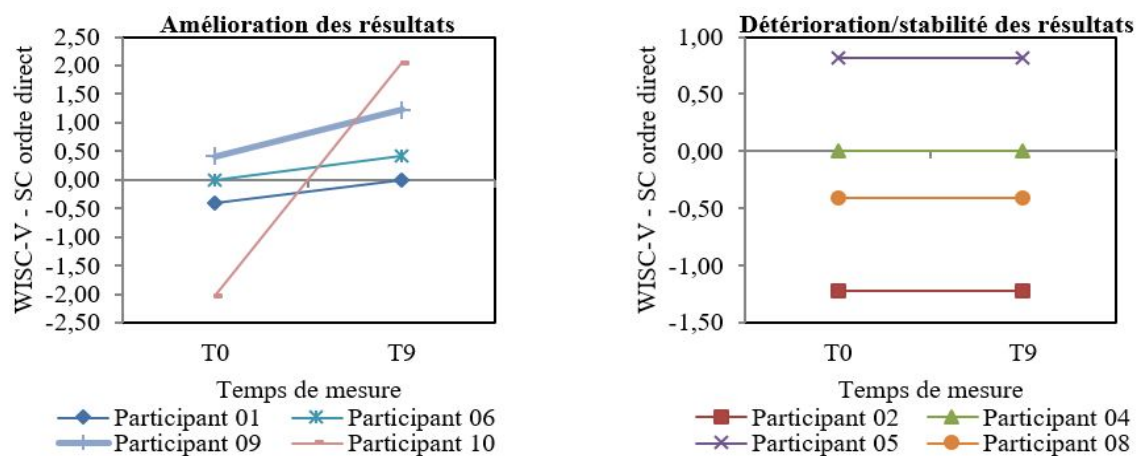 Amélioration des résultats
WISC-V - SC ordre direct
2,50
2,00
1,50
1,00
0,50
0,00
-0,50
-1,00
-1,50
-2,00
-2,50
T0 T9
Temps de mesure
Participant 01 Participant 06
Participant 09 Participant 10
Détérioration/stabilité des résultats
WISC-V - SC ordre direct
1,00
0,50
0,00
-0,50
-1,00
-1,50
T0 T9
Temps de mesure
Participant 02 Participant 04
Participant 05 Participant 08